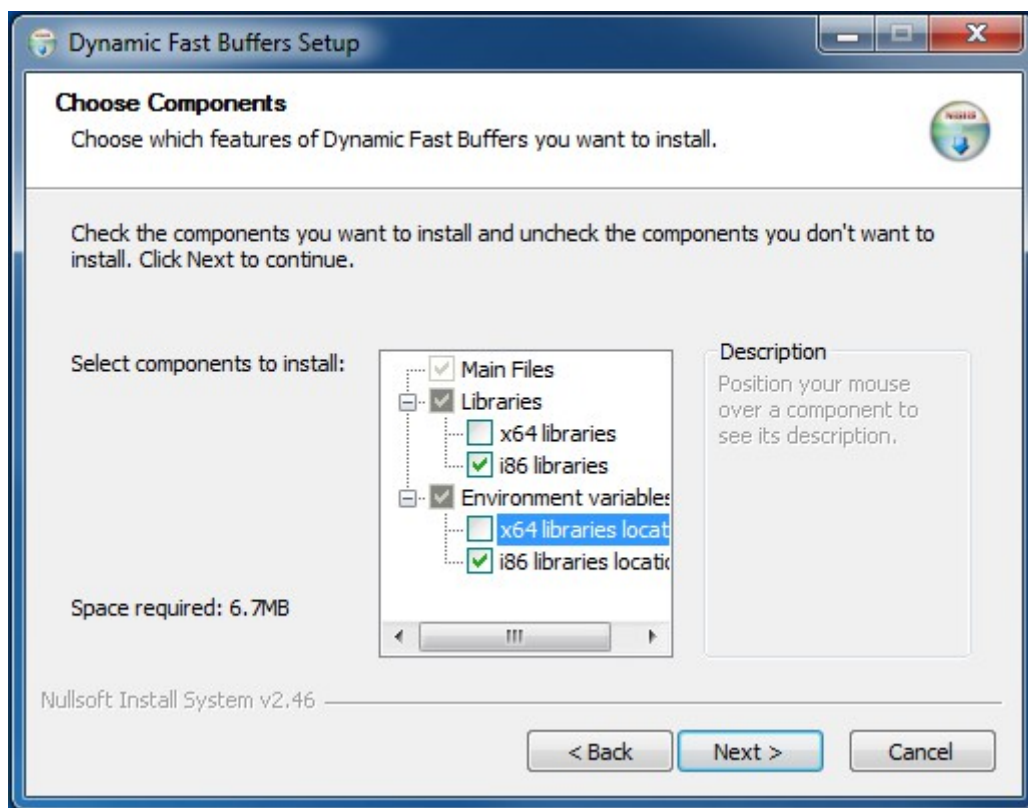 Dynamic Fast Buffers Setup
Choose Components
Choose which features of Dynamic Fast Buffers you want to install.
Check the components you want to install and uncheck the components you don't want to
install. Click Next to continue.
Select components to install:
Main Files
Libraries
x64 libraries
i86 libraries
Environment variables
x64 libraries locat
i86 libraries locatio
Description
Position your mouse
over a component to
see its description.
Space required: 6.7MB
Nullsoft Install System v2.46
< Back
Next >
Cancel